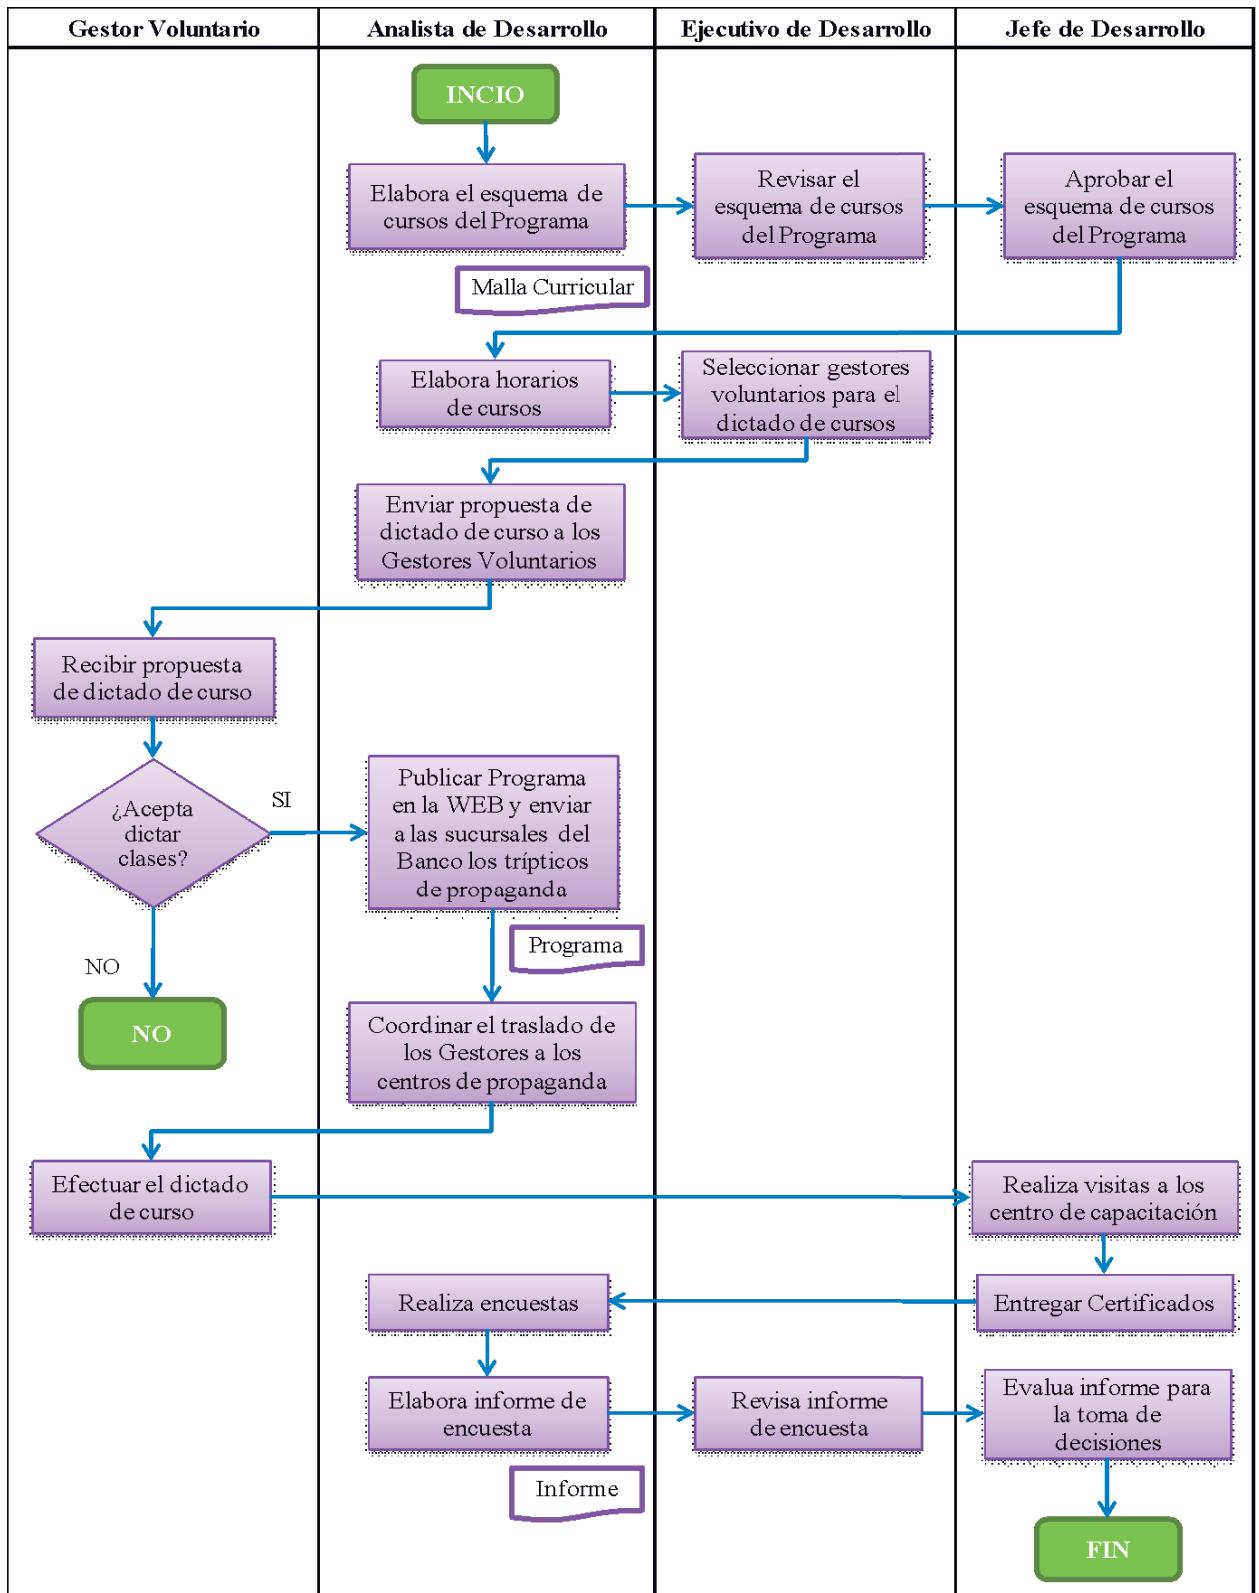 Gestor Voluntario
Analista de Desarrollo
Ejecutivo de Desarrollo
Jefe de Desarrollo
INCIO
Elabora el esquema de
cursos del Programa
Revisar el
esquema de cursos
del Programa
Aprobar el
esquema de cursos
del Programa
Malla Curricular
Elabora horarios
de cursos
Seleccionar gestores
voluntarios para el
dictado de cursos
Enviar propuesta de
dictado de curso a los
Gestores Voluntarios
Recibir propuesta
de dictado de curso
¿Acepta
dictar
clases?
SI
Publicar Programa
en la WEB y enviar
a las sucursales del
Banco los trípticos
de propaganda
Programa
NO
NO
Coordinar el traslado de
los Gestores a los
centros de propaganda
Efectuar el dictado
de curso
Realiza visitas a los
centro de capacitación
Realiza encuestas
Entregar Certificados
Elabora informe de
encuesta
Revisa informe
de encuesta
Evalua informe para
la toma de
decisiones
Informe
FIN